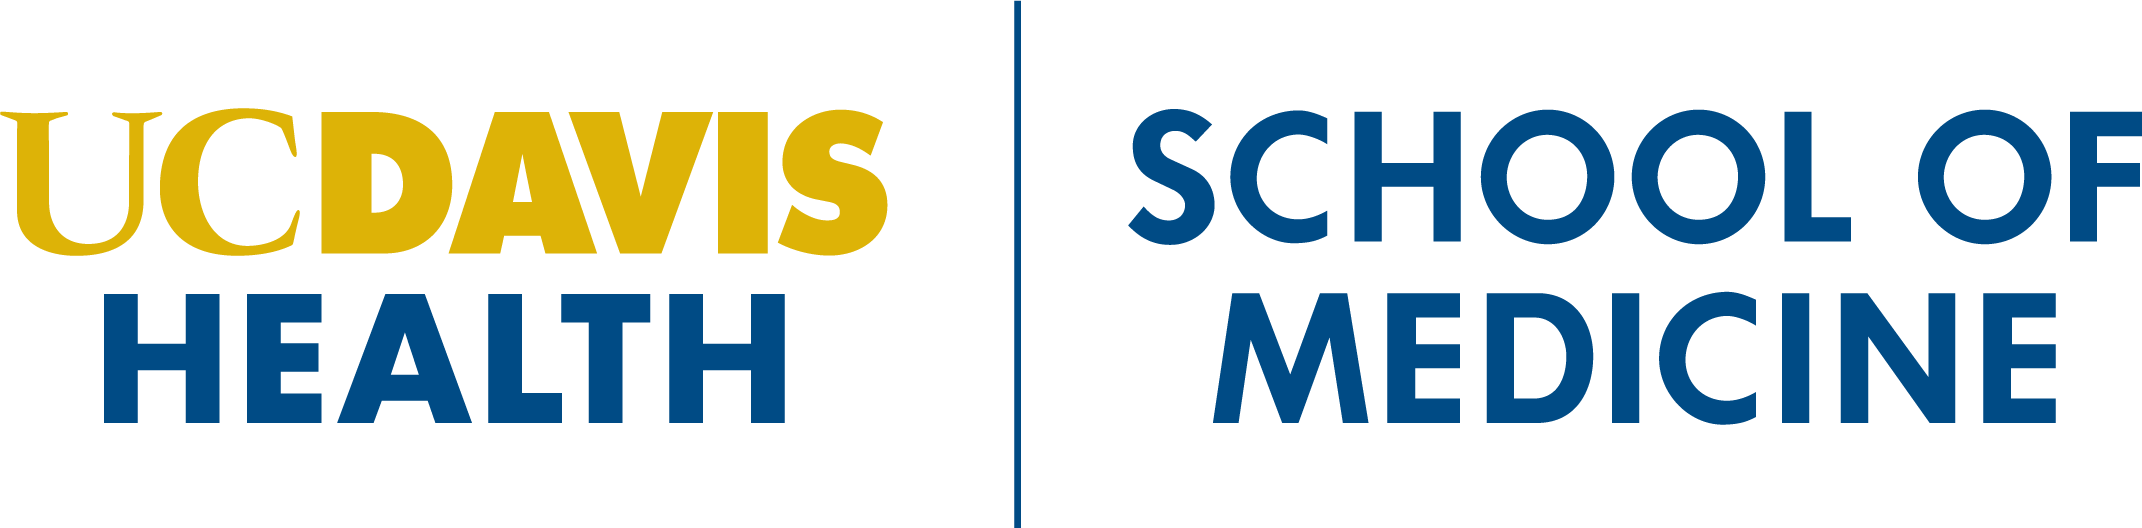 UCDAVIS
HEALTH
SCHOOL OF
MEDICINE